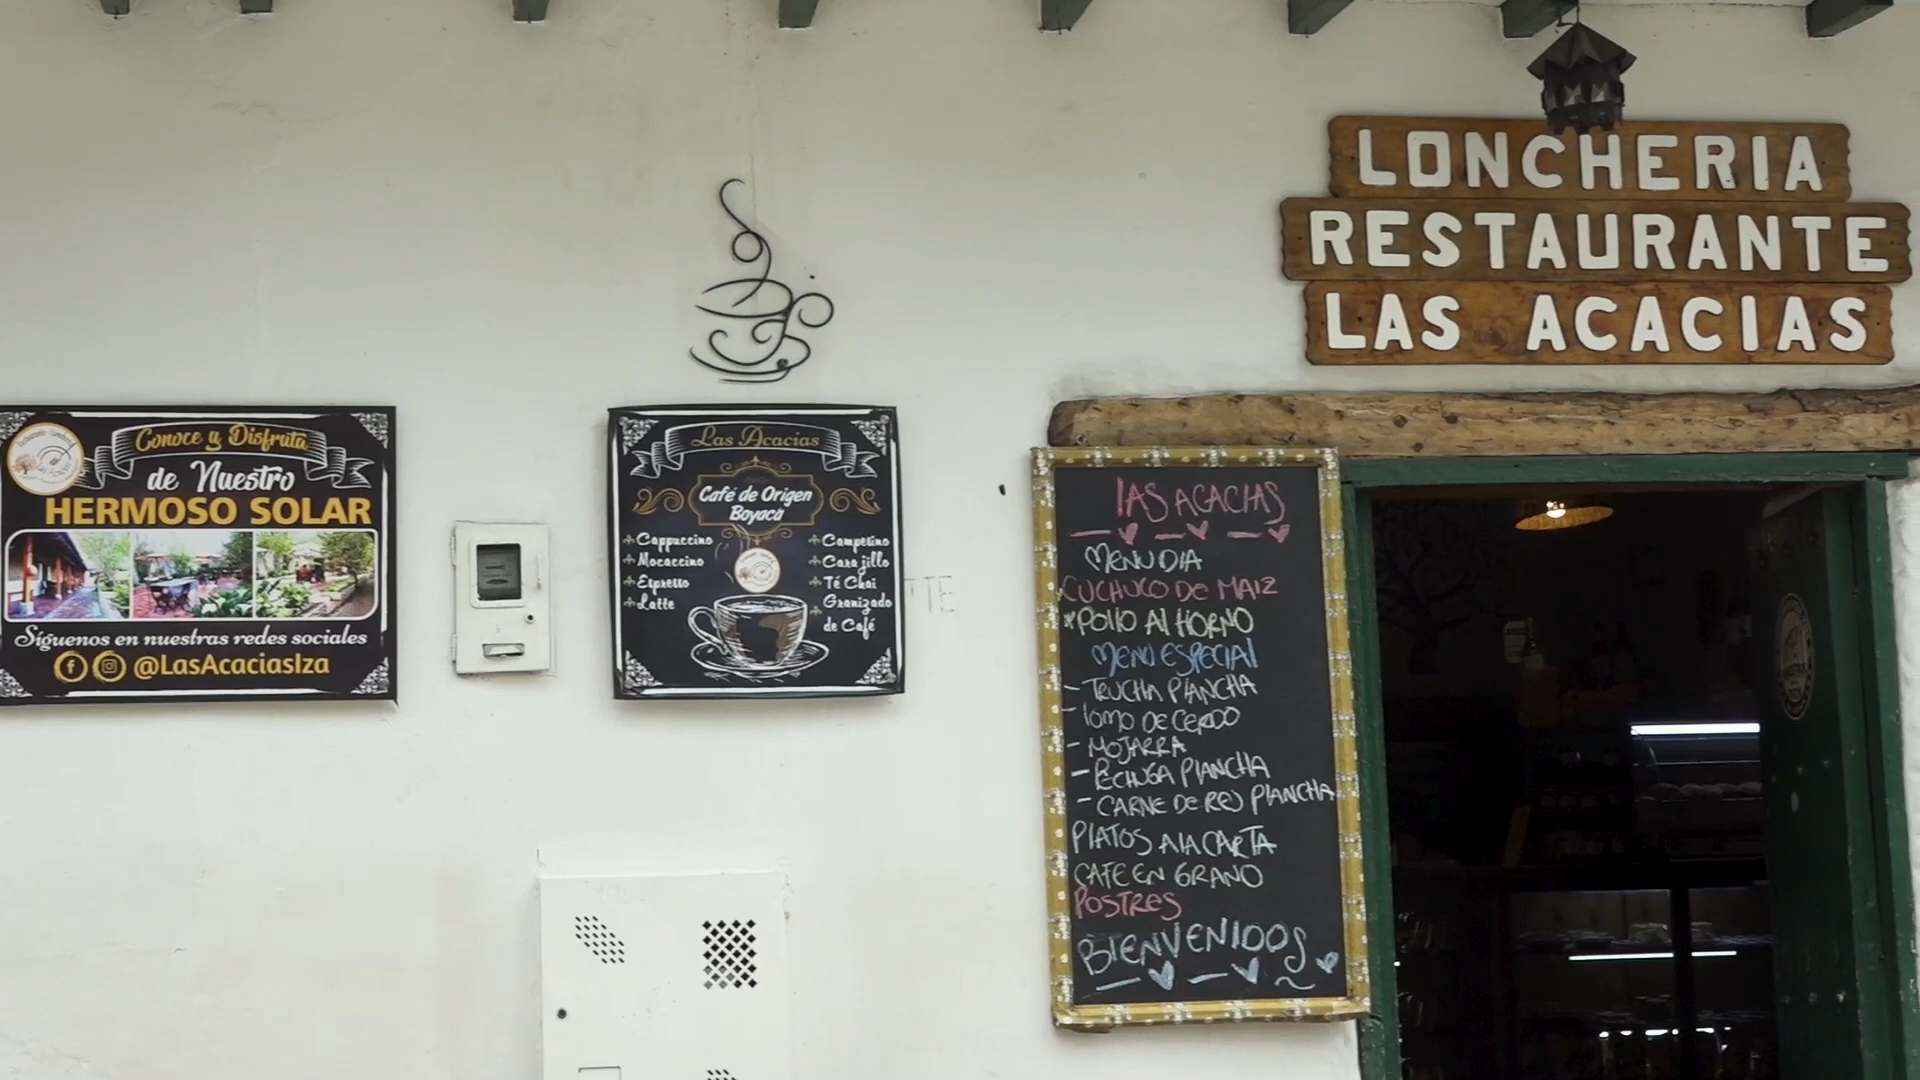 LONCHERIA
RESTAURANTE
LAS ACACIAS
Conoce y Disfruta
de Nuestro
HERMOSO SOLAR
Síguenos en nuestras redes sociales
@LasAcaciasIza
Las Acacias
Café de Origen
Boyacá
Cappuccino
Mocaccino
Espresso
Latte
Campesino
Carajillo
Té Chai
Granizado
de Café
LAS ACACIAS
MENU DIA
CUCHUCO DE MAIZ
POLLO AL HORNO
MENU ESPECIAL
- TRUCHA PLANCHA
- LOMO DE CERDO
- MOJARRA
- PECHUGA PLANCHA
- CARNE DE RES PLANCHA
PLATOS A LA CARTA
CAFE EN GRANO
POSTRES
BIENVENIDOS